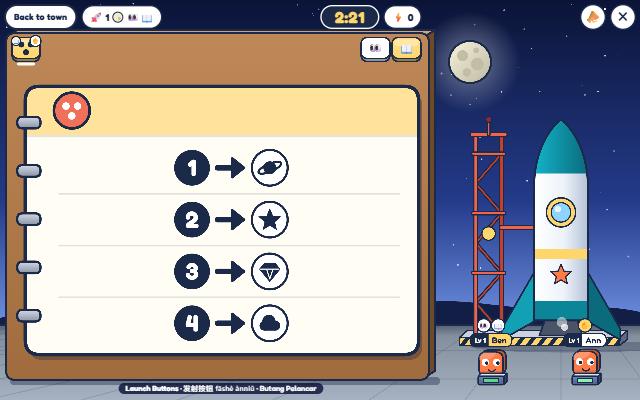 Back to town
1
2:21
0
1
2
3
4
Lv 1 Ben
Lv 1 Ann
Launch Buttons · 发射按钮 fāshè ànniǔ · Butang Pelancar